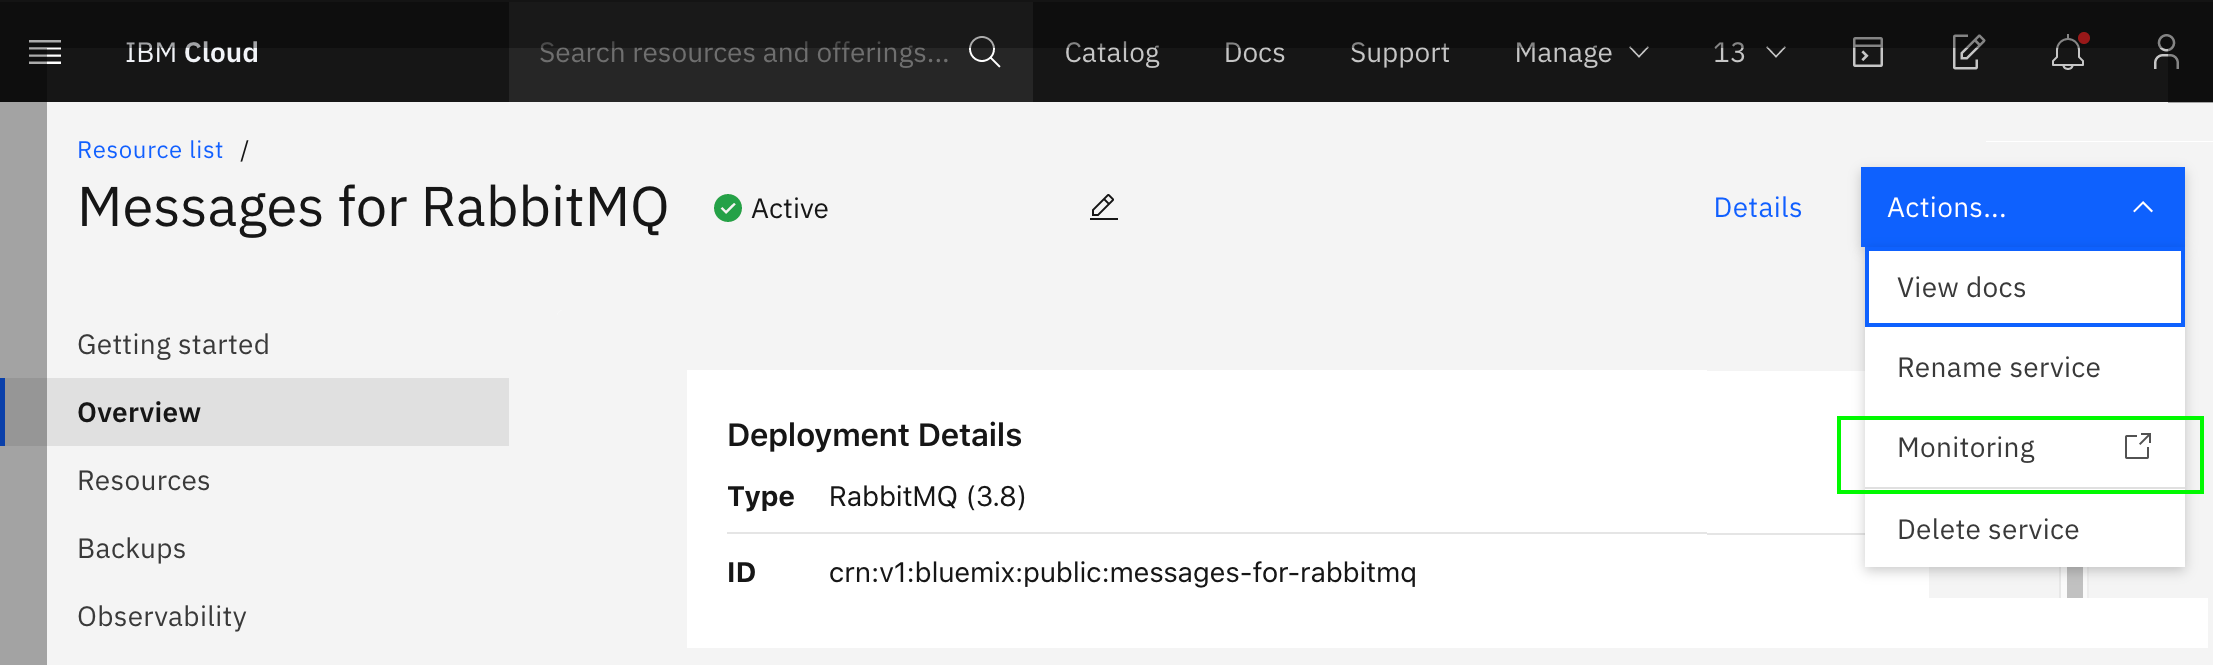 IBM Cloud Search resources and offerings... Catalog Docs Support Manage 13
Resource list /
Messages for RabbitMQ Active Details Actions...
View docs
Rename service
Monitoring
Delete service
Getting started
Overview
Resources
Backups
Observability
Deployment Details
Type RabbitMQ (3.8)
ID crn:v1:bluemix:public:messages-for-rabbitmq